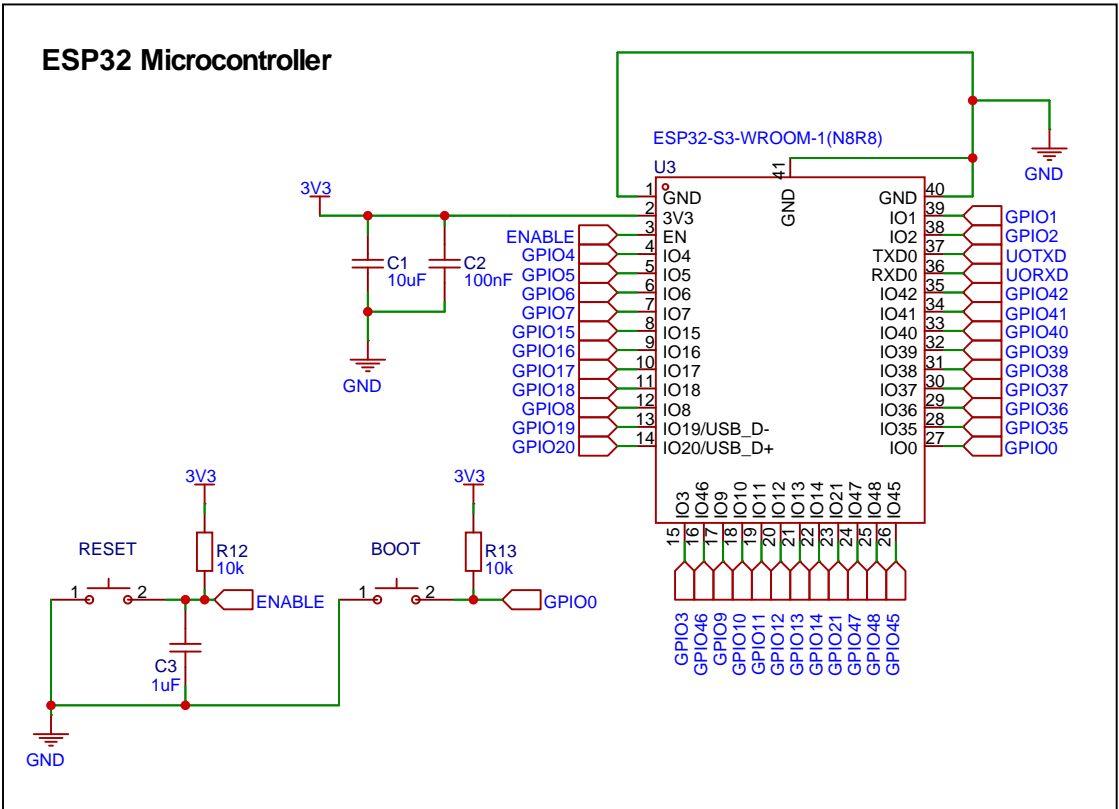 ESP32 Microcontroller
ESP32-S3-WROOM-1(N8R8)
U3
41
GND
GND
3V3
1
GND
40
GND
2
3V3
39
IO1
GPIO1
ENABLE
3
EN
38
IO2
GPIO2
GPIO4
4
IO4
37
TXD0
UOTXD
GPIO5
5
IO5
36
RXD0
UORXD
GPIO6
6
IO6
35
IO42
GPIO42
GPIO7
7
IO7
34
IO41
GPIO41
GPIO15
8
IO15
33
IO40
GPIO40
GPIO16
9
IO16
32
IO39
GPIO39
GPIO17
10
IO17
31
IO38
GPIO38
GPIO18
11
IO18
30
IO37
GPIO37
GPIO8
12
IO8
29
IO36
GPIO36
GPIO19
13
IO19/USB_D-
28
IO35
GPIO35
GPIO20
14
IO20/USB_D+
27
IO0
GPIO0
C1
10uF
C2
100nF
GND
IO3
IO46
IO9
IO10
IO11
IO12
IO13
IO14
IO21
IO47
IO48
IO45
15
16
17
18
19
20
21
22
23
24
25
26
GPIO3
GPIO46
GPIO9
GPIO10
GPIO11
GPIO12
GPIO13
GPIO14
GPIO21
GPIO47
GPIO48
GPIO45
3V3
RESET
R12
10k
1
2
ENABLE
C3
1uF
GND
3V3
BOOT
R13
10k
1
2
GPIO0